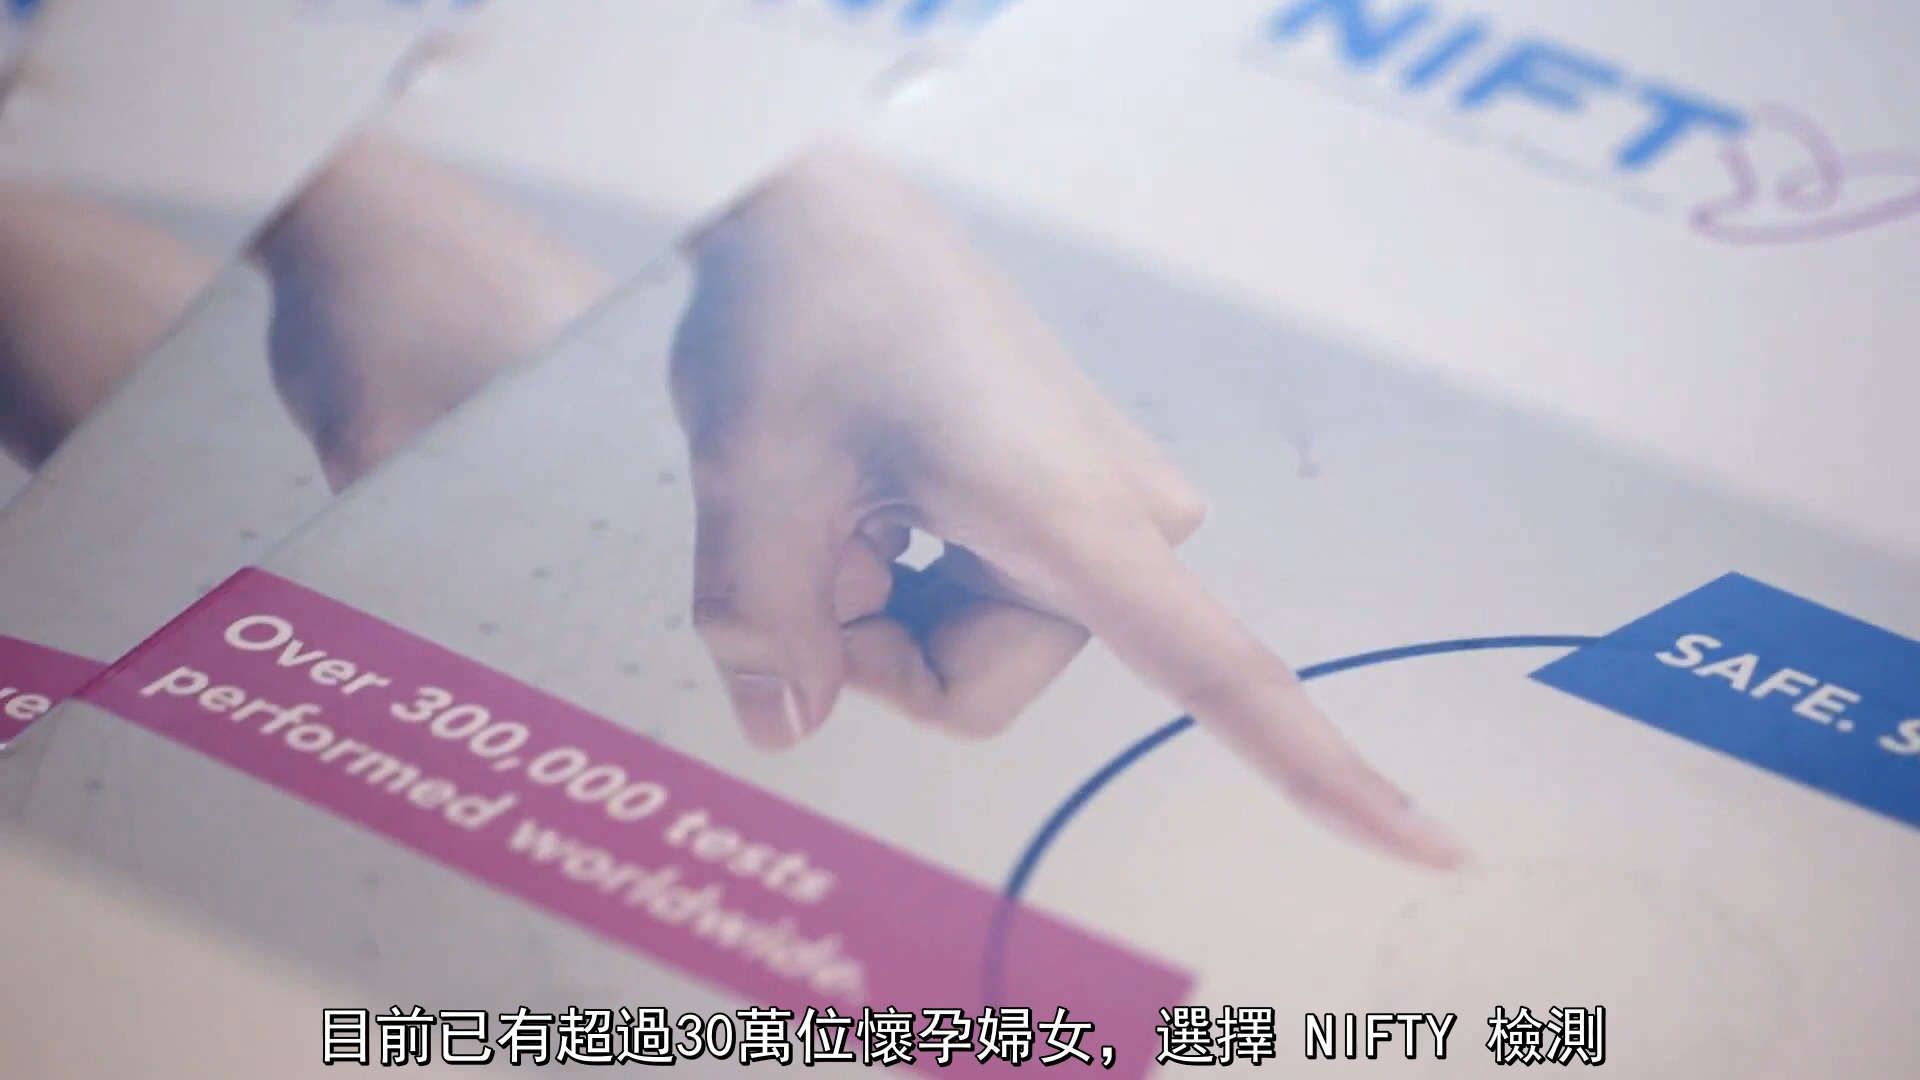 NIFTY
SAFE. S
Over 300,000 tests
performed worldwide.
目前已有超過30萬位懷孕婦女，選擇 NIFTY 檢測